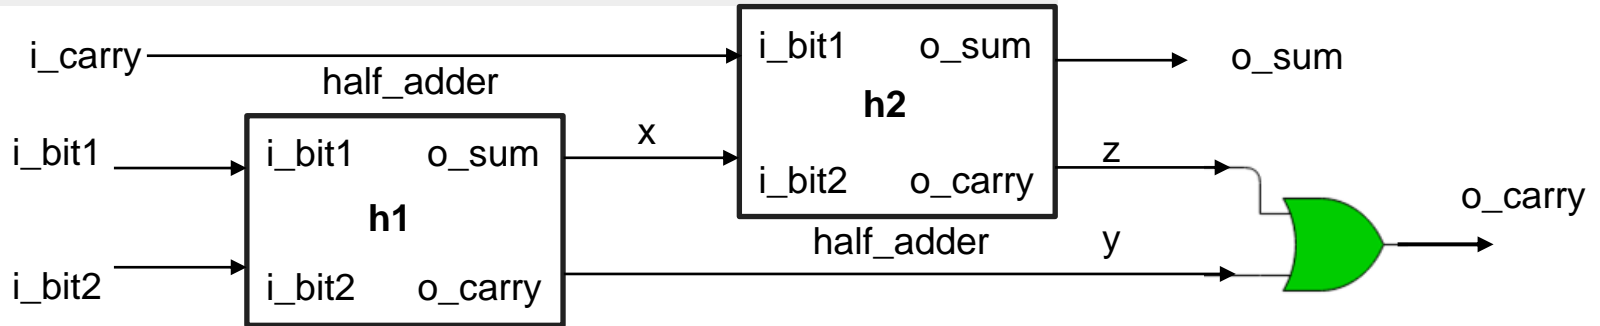 i_carry
half_adder
i_bit1
i_bit2
i_bit1 o_sum
h1
i_bit2 o_carry
x
i_bit1 o_sum
h2
i_bit2 o_carry
half_adder
o_sum
z
y
o_carry